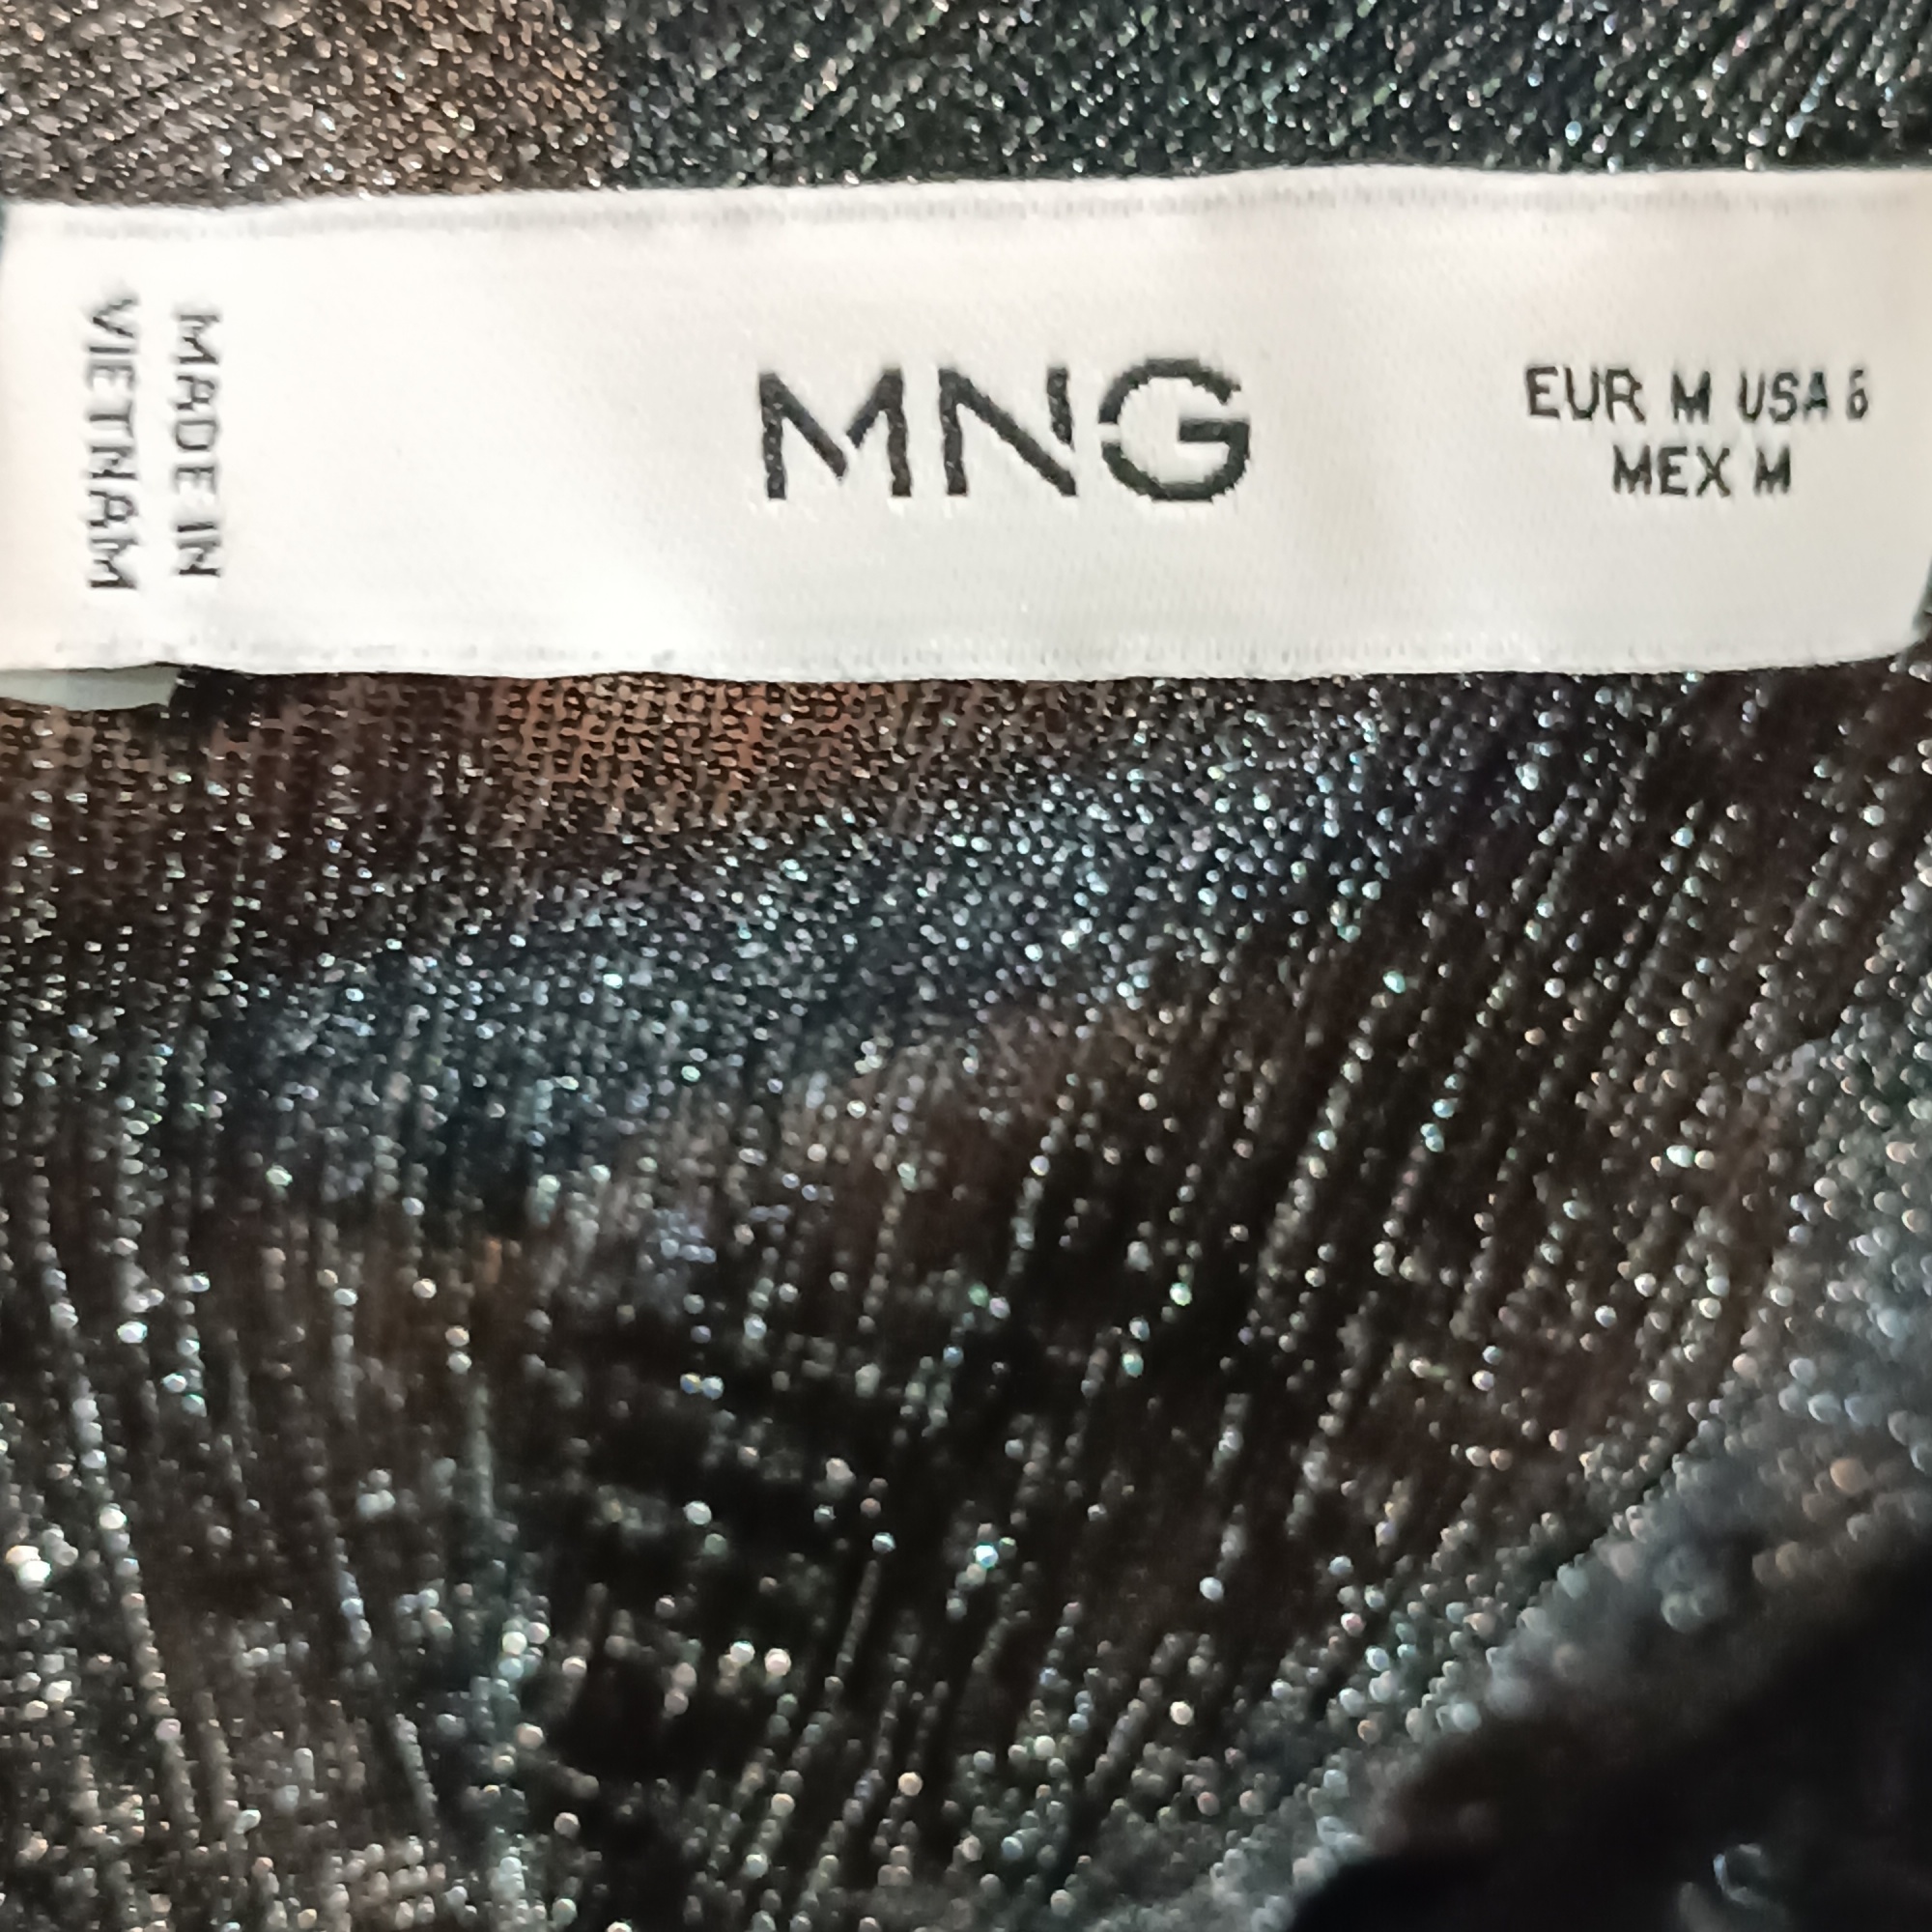 MADE IN
VIETNAM
MNG
EUR M USA 6
MEX M